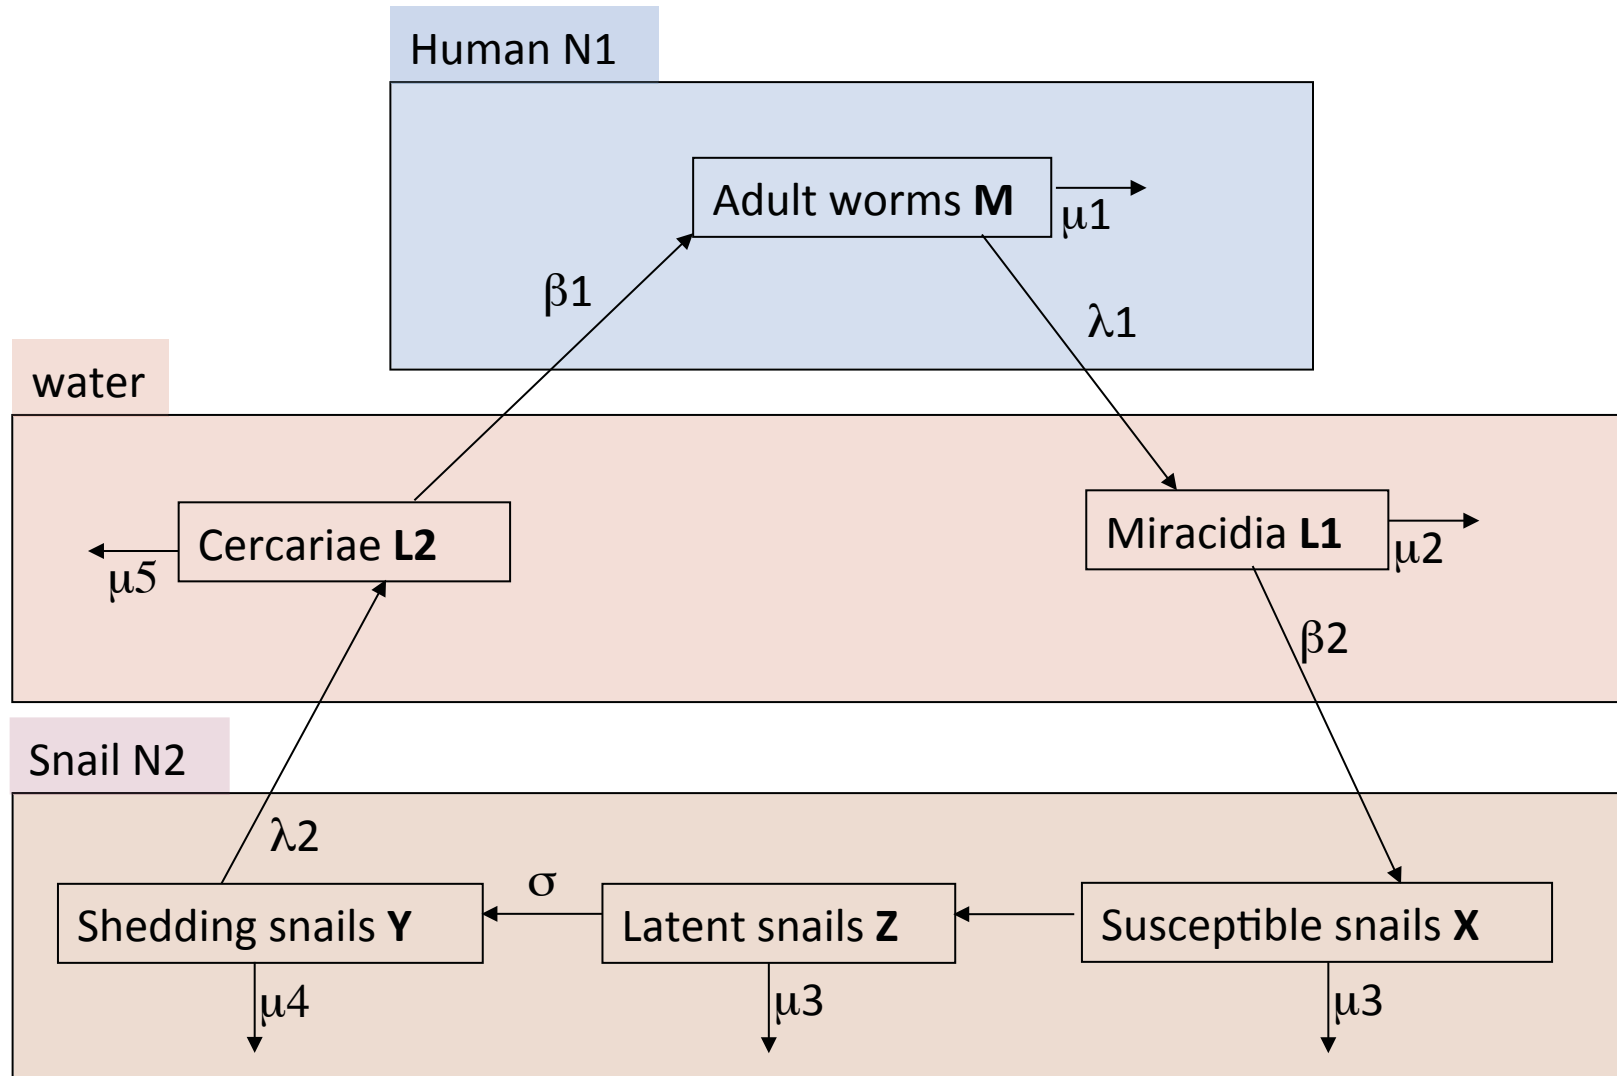 Human N1
Adult worms M
μ1
β1
λ1
water
Cercariae L2
μ5
Miracidia L1
μ2
β2
Snail N2
λ2
Shedding snails Y
σ
Latent snails Z
Susceptible snails X
μ4
μ3
μ3